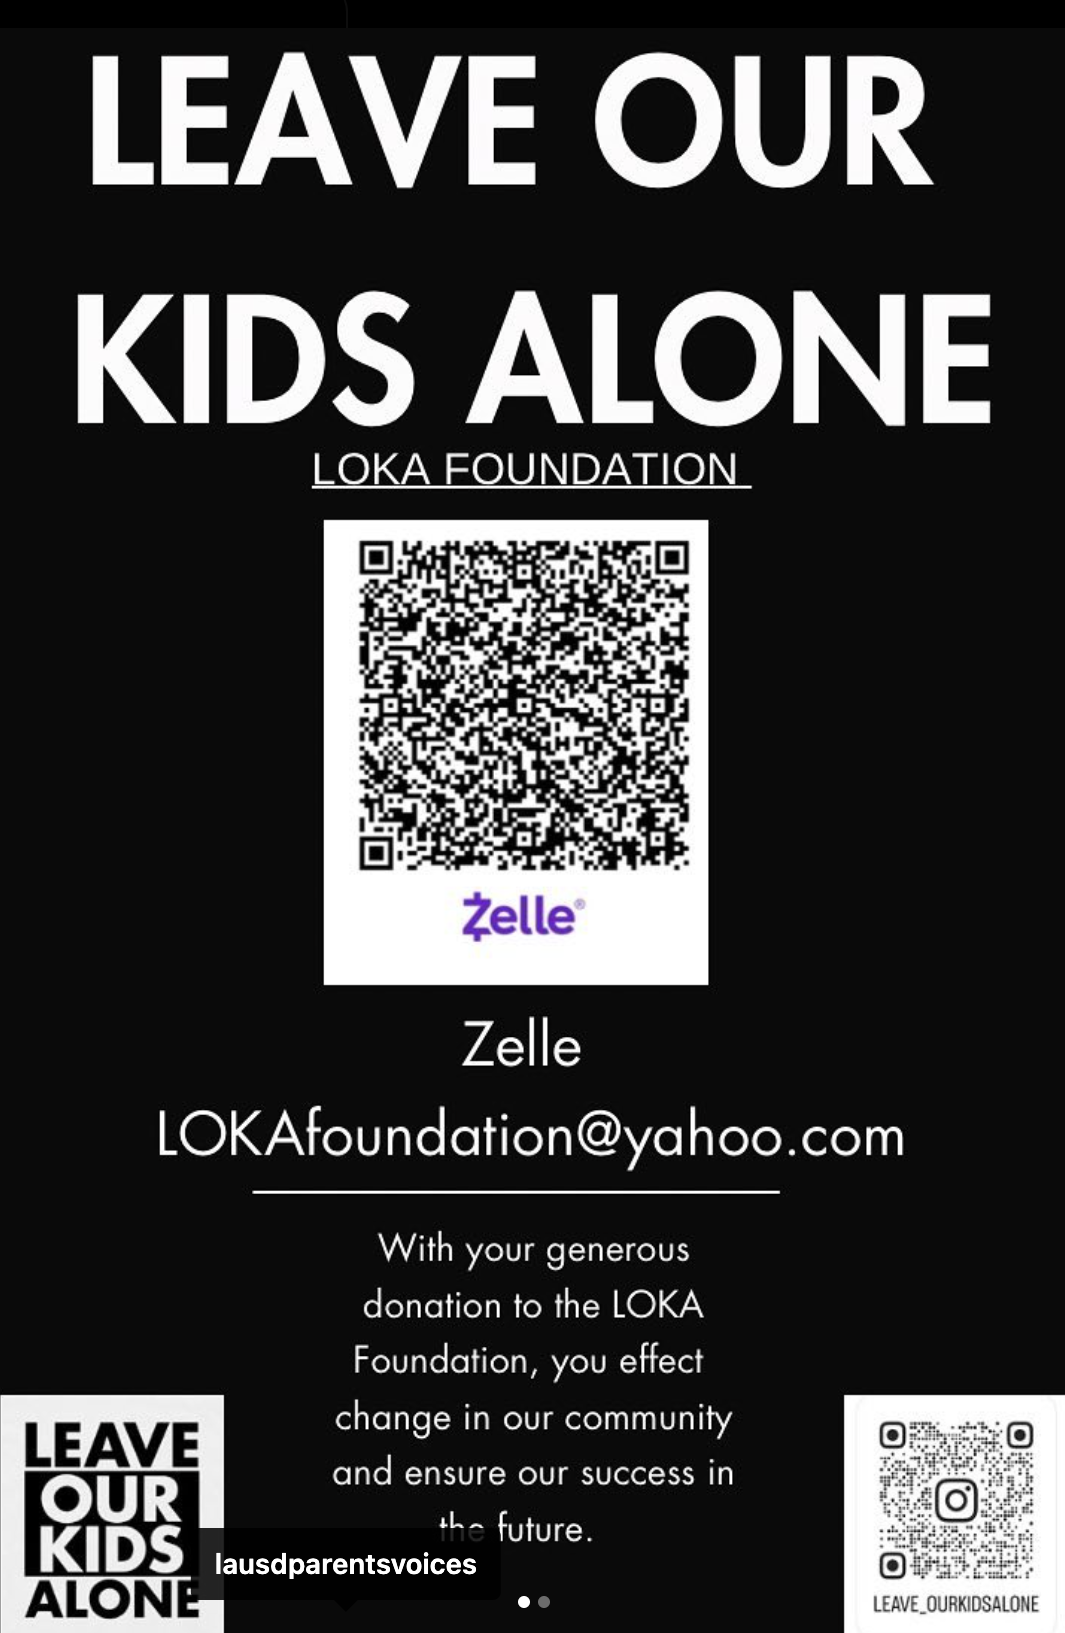 LEAVE OUR
KIDS ALONE
LOKA FOUNDATION
Zelle®
Zelle
LOKAfoundation@yahoo.com
With your generous
donation to the LOKA
Foundation, you effect
change in our community
and ensure our success in
the future.
LEAVE
OUR
KIDS
ALONE
lausdparentsvoices
LEAVE_OURKIDSALONE